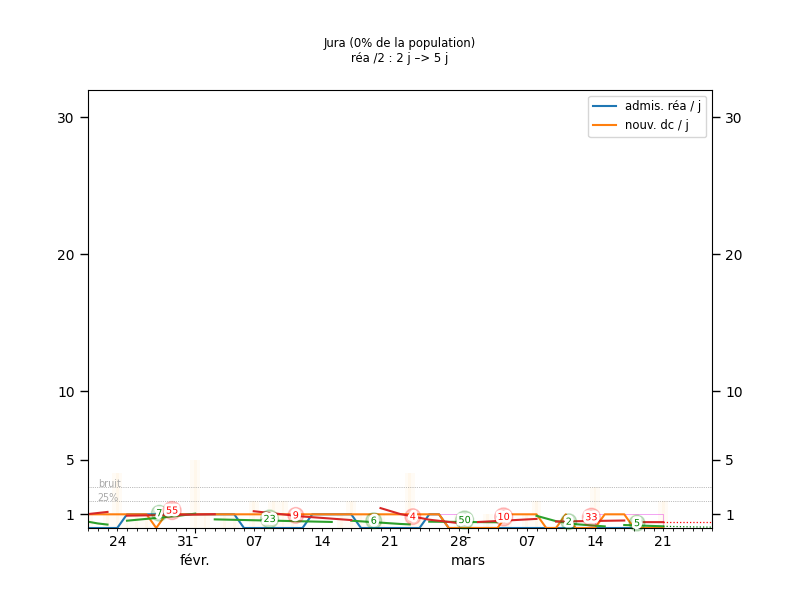 Jura (0% de la population)
réa /2 : 2 j –> 5 j
admis. réa / j
nouv. dc / j
30 30
20 20
10 10
5 5
bruit
25%
1 7 55 23 9 6 4 50 10 2 33 5 1
24 31 07 14 21 28 07 14 21
févr. mars